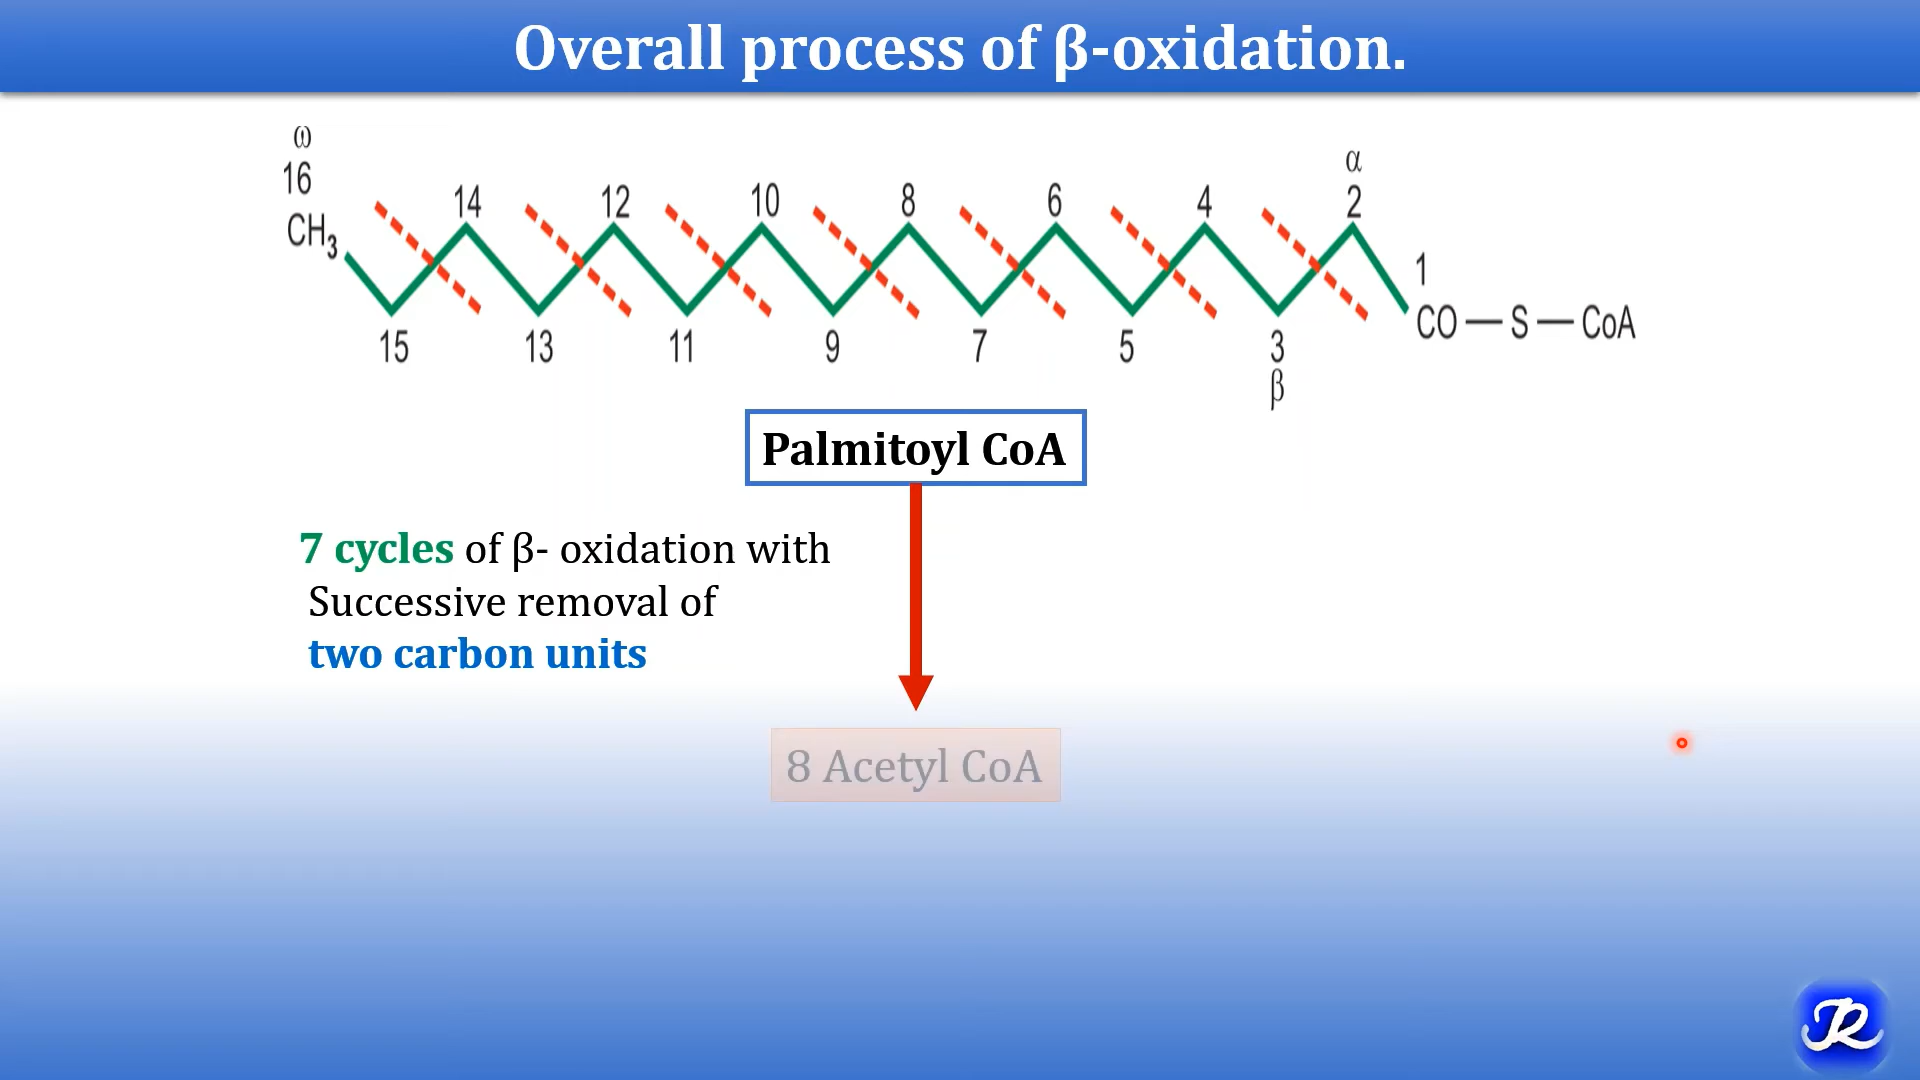 Overall process of β-oxidation.
ω
16
CH₃
15
14
13
12
11
10
9
8
7
6
5
4
3
β
α
2
1
CO — S — CoA
Palmitoyl CoA
7 cycles of β- oxidation with
Successive removal of
two carbon units
8 Acetyl CoA
JR